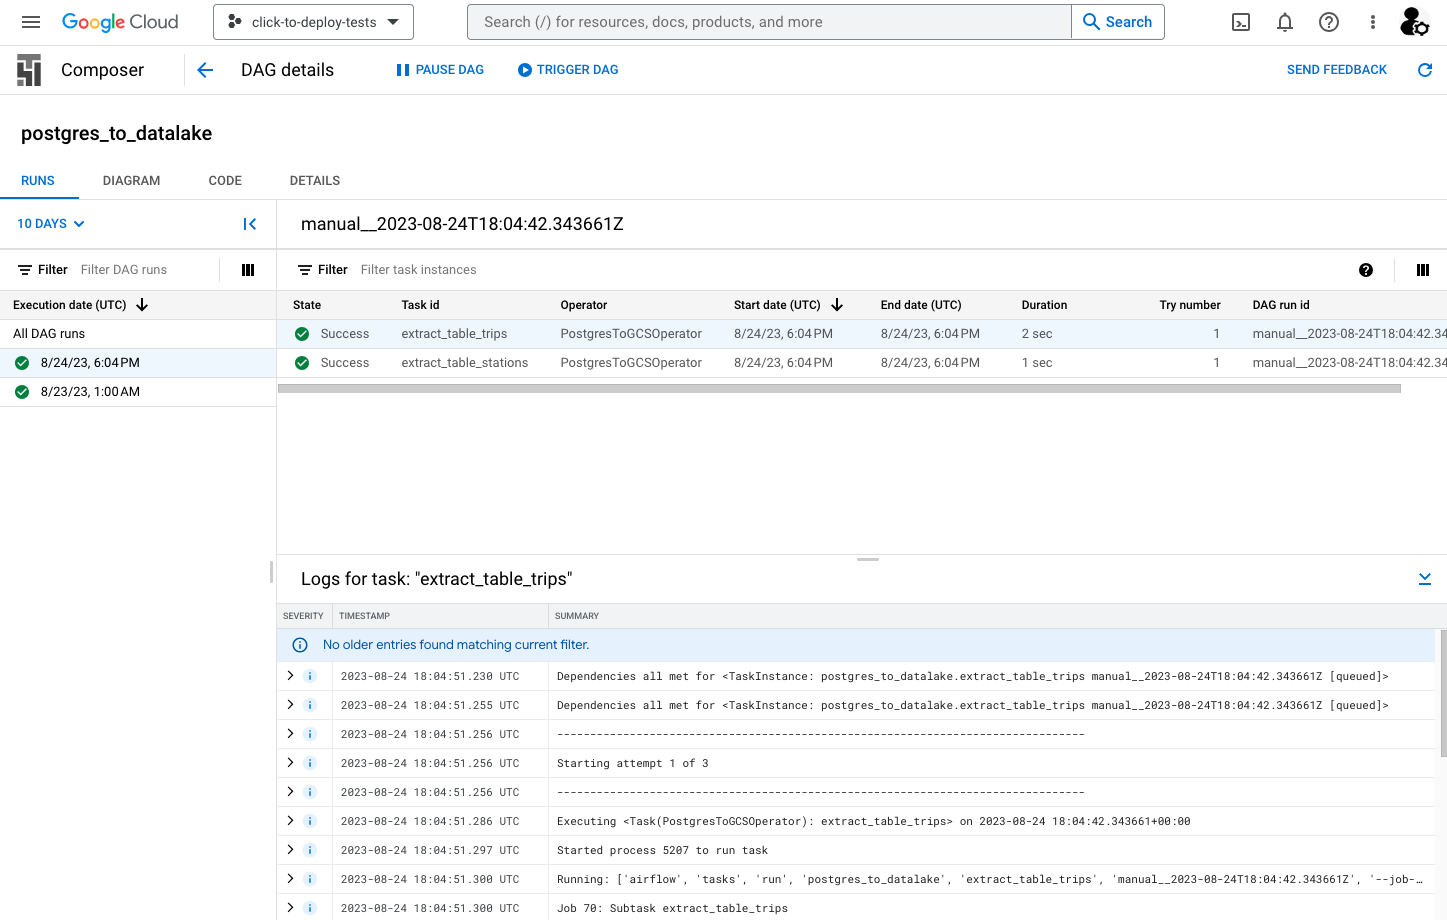 Google Cloud
click-to-deploy-tests
Search (/) for resources, docs, products, and more
Search
Composer
DAG details
PAUSE DAG
TRIGGER DAG
SEND FEEDBACK
postgres_to_datalake
RUNS DIAGRAM CODE DETAILS
10 DAYS
manual__2023-08-24T18:04:42.343661Z
Filter Filter DAG runs
Filter Filter task instances
Execution date (UTC)
All DAG runs
8/24/23, 6:04 PM
8/23/23, 1:00 AM
State Task id Operator Start date (UTC) End date (UTC) Duration Try number DAG run id
Success extract_table_trips PostgresToGCSOperator 8/24/23, 6:04 PM 8/24/23, 6:04 PM 2 sec 1 manual__2023-08-24T18:04:42.34
Success extract_table_stations PostgresToGCSOperator 8/24/23, 6:04 PM 8/24/23, 6:04 PM 1 sec 1 manual__2023-08-24T18:04:42.34
Logs for task: "extract_table_trips"
SEVERITY TIMESTAMP SUMMARY
No older entries found matching current filter.
2023-08-24 18:04:51.230 UTC Dependencies all met for <TaskInstance: postgres_to_datalake.extract_table_trips manual__2023-08-24T18:04:42.343661Z [queued]>
2023-08-24 18:04:51.255 UTC Dependencies all met for <TaskInstance: postgres_to_datalake.extract_table_trips manual__2023-08-24T18:04:42.343661Z [queued]>
2023-08-24 18:04:51.256 UTC --------------------------------------------------------------------------------
2023-08-24 18:04:51.256 UTC Starting attempt 1 of 3
2023-08-24 18:04:51.256 UTC --------------------------------------------------------------------------------
2023-08-24 18:04:51.286 UTC Executing <Task(PostgresToGCSOperator): extract_table_trips> on 2023-08-24 18:04:42.343661+00:00
2023-08-24 18:04:51.297 UTC Started process 5207 to run task
2023-08-24 18:04:51.300 UTC Running: ['airflow', 'tasks', 'run', 'postgres_to_datalake', 'extract_table_trips', 'manual__2023-08-24T18:04:42.343661Z', '--job-…
2023-08-24 18:04:51.300 UTC Job 70: Subtask extract_table_trips